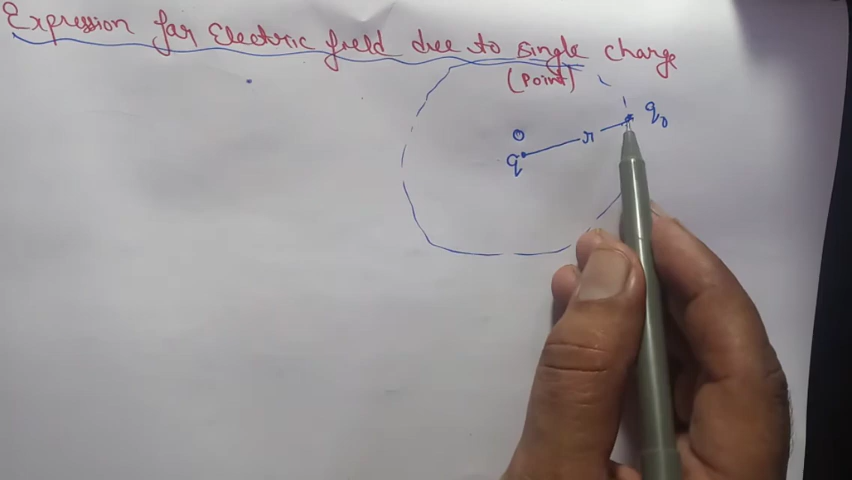 Expression for Electric field due to single charge
(Point)
q₀
O
r
q